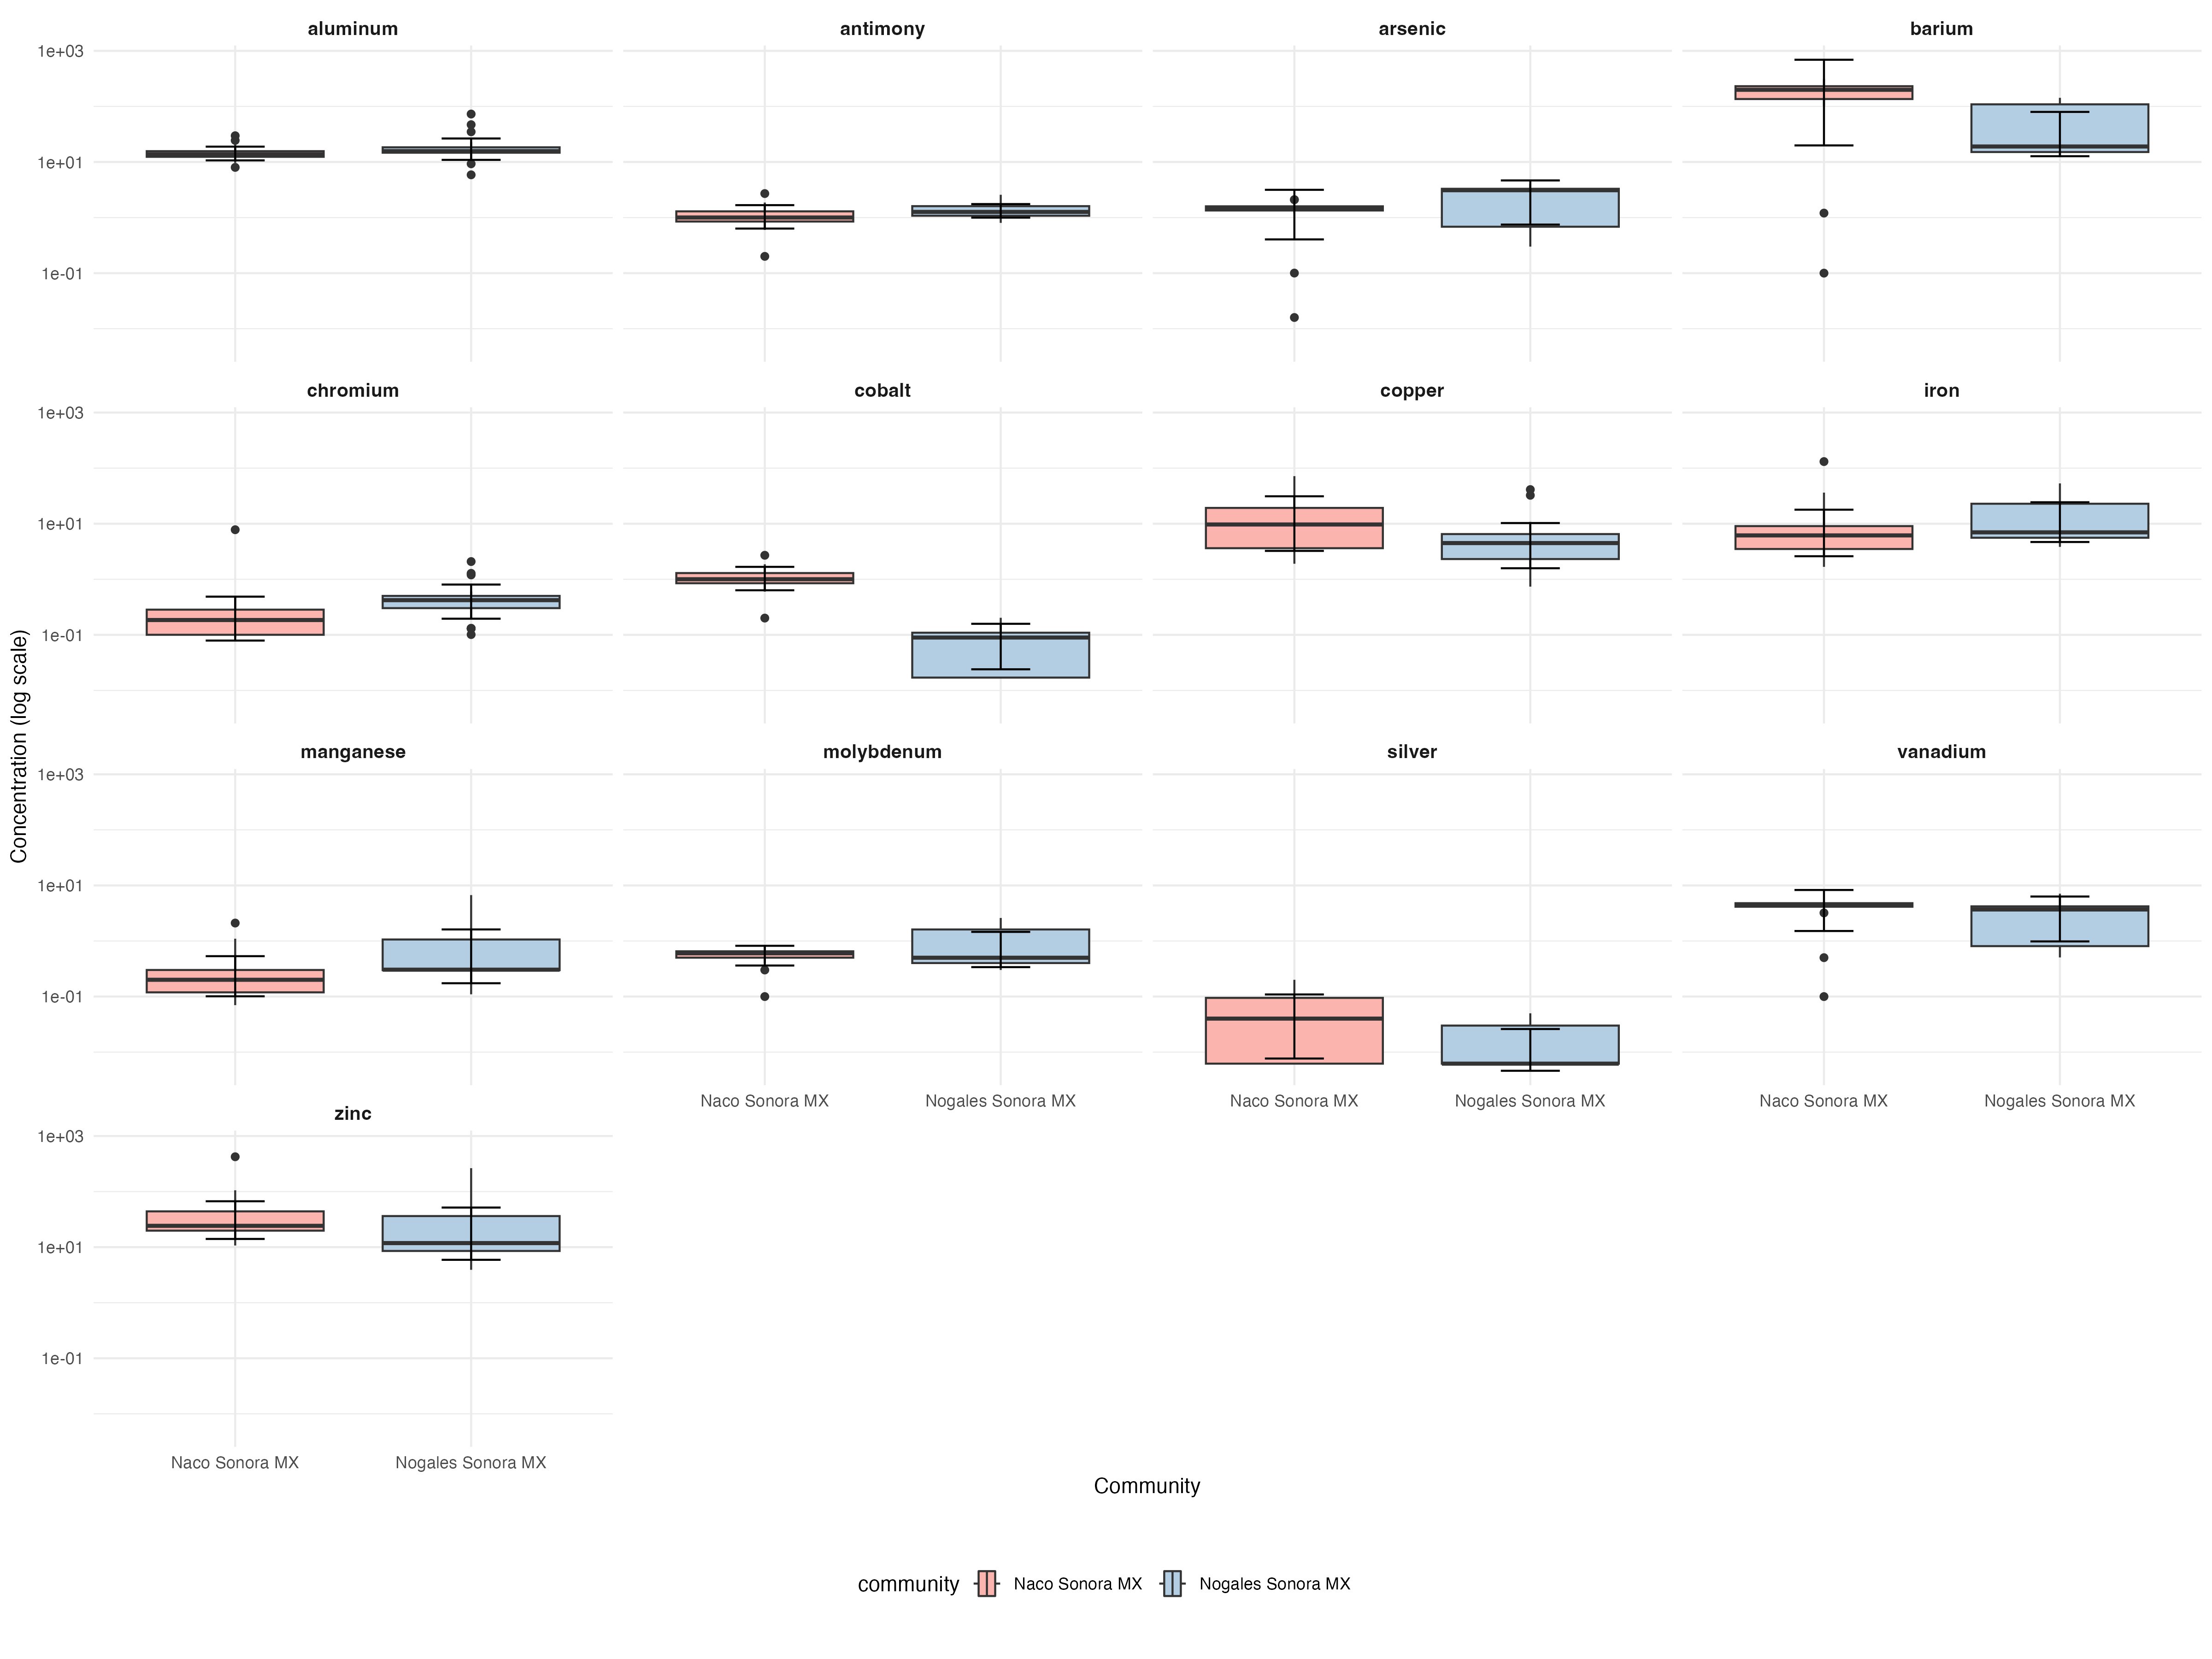 aluminum
antimony
arsenic
barium
1e+03
1e+01
1e-01
chromium
cobalt
copper
iron
1e+03
1e+01
1e-01
Concentration (log scale)
manganese
molybdenum
silver
vanadium
1e+03
1e+01
1e-01
Naco Sonora MX
Nogales Sonora MX
Naco Sonora MX
Nogales Sonora MX
Naco Sonora MX
Nogales Sonora MX
zinc
1e+03
1e+01
1e-01
Naco Sonora MX
Nogales Sonora MX
Community
community
Naco Sonora MX
Nogales Sonora MX